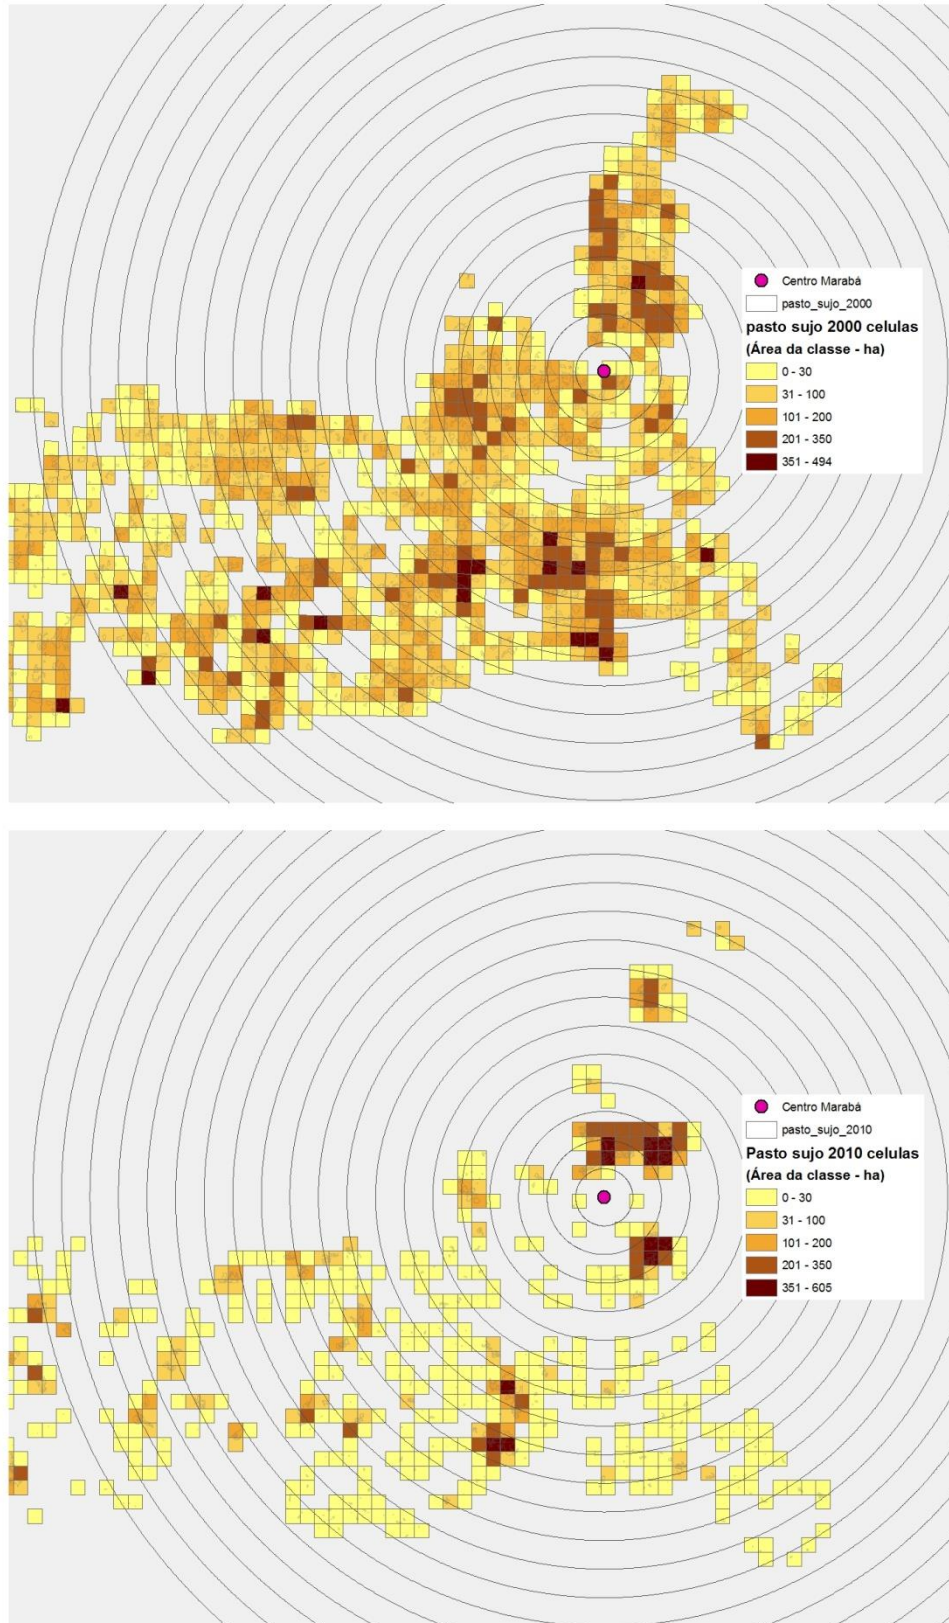 Centro Marabá
pasto_sujo_2000
pasto sujo 2000 celulas
(Área da classe - ha)
0 - 30
31 - 100
101 - 200
201 - 350
351 - 494
Centro Marabá
pasto_sujo_2010
Pasto sujo 2010 celulas
(Área da classe - ha)
0 - 30
31 - 100
101 - 200
201 - 350
351 - 605